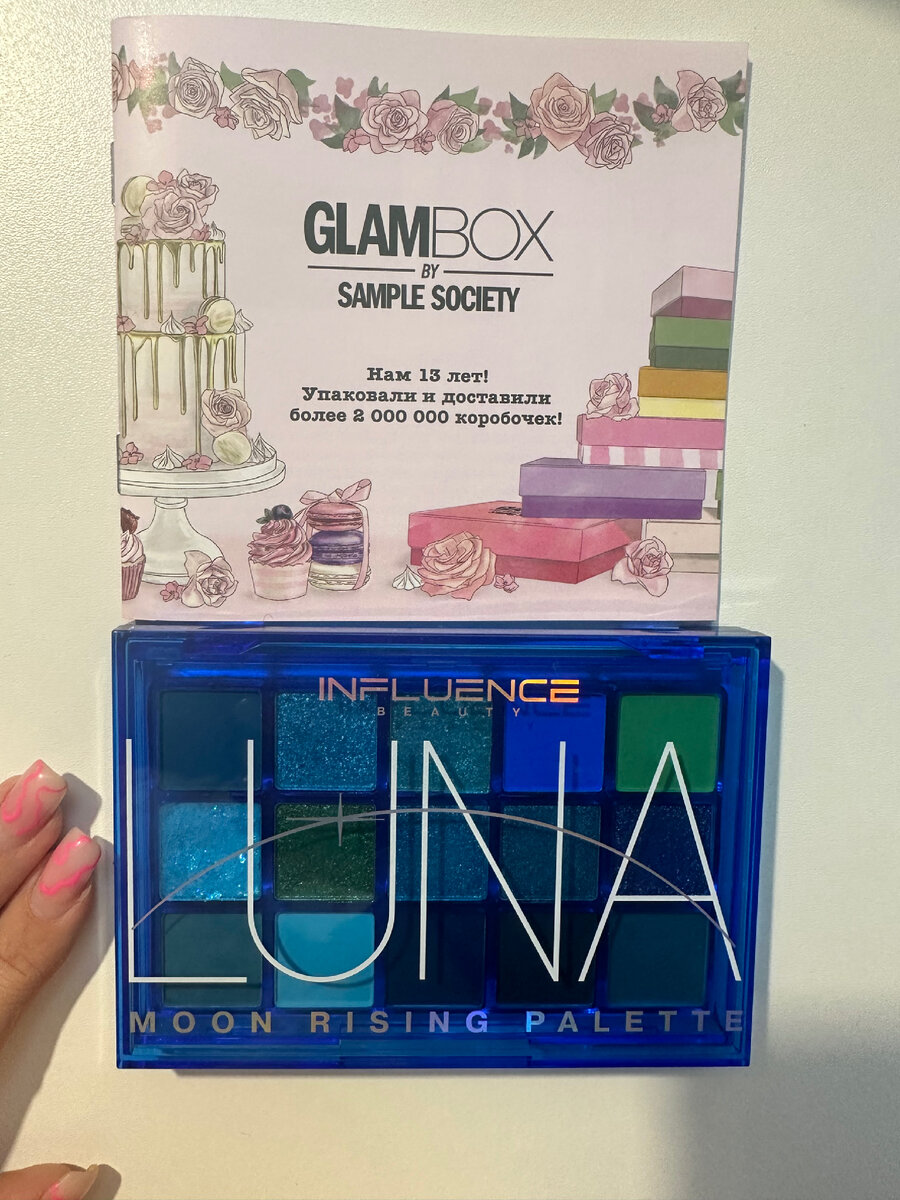 GLAMBOX
BY
SAMPLE SOCIETY
Нам 13 лет!
Упаковали и доставили
более 2 000 000 коробочек!
INFLUENCE
BEAUTY
LUNA
MOON RISING PALETTE